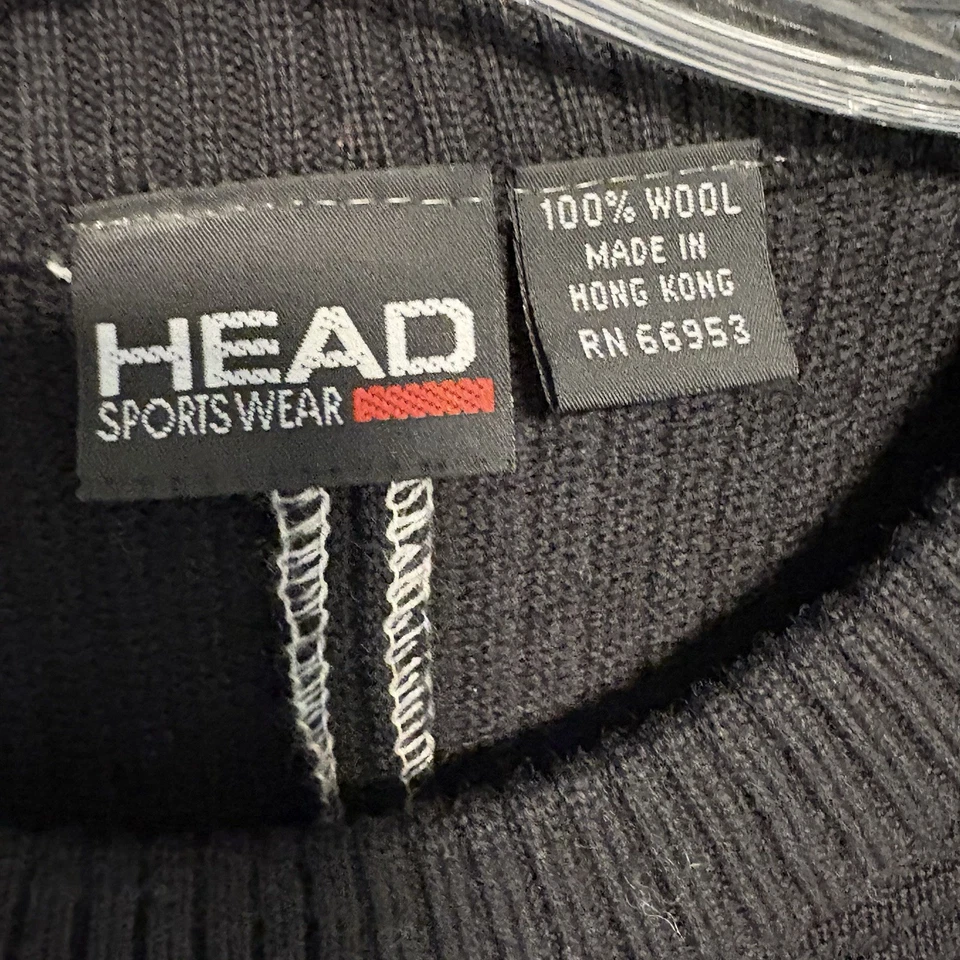 HEAD
SPORTSWEAR
100% WOOL
MADE IN
HONG KONG
RN 66953